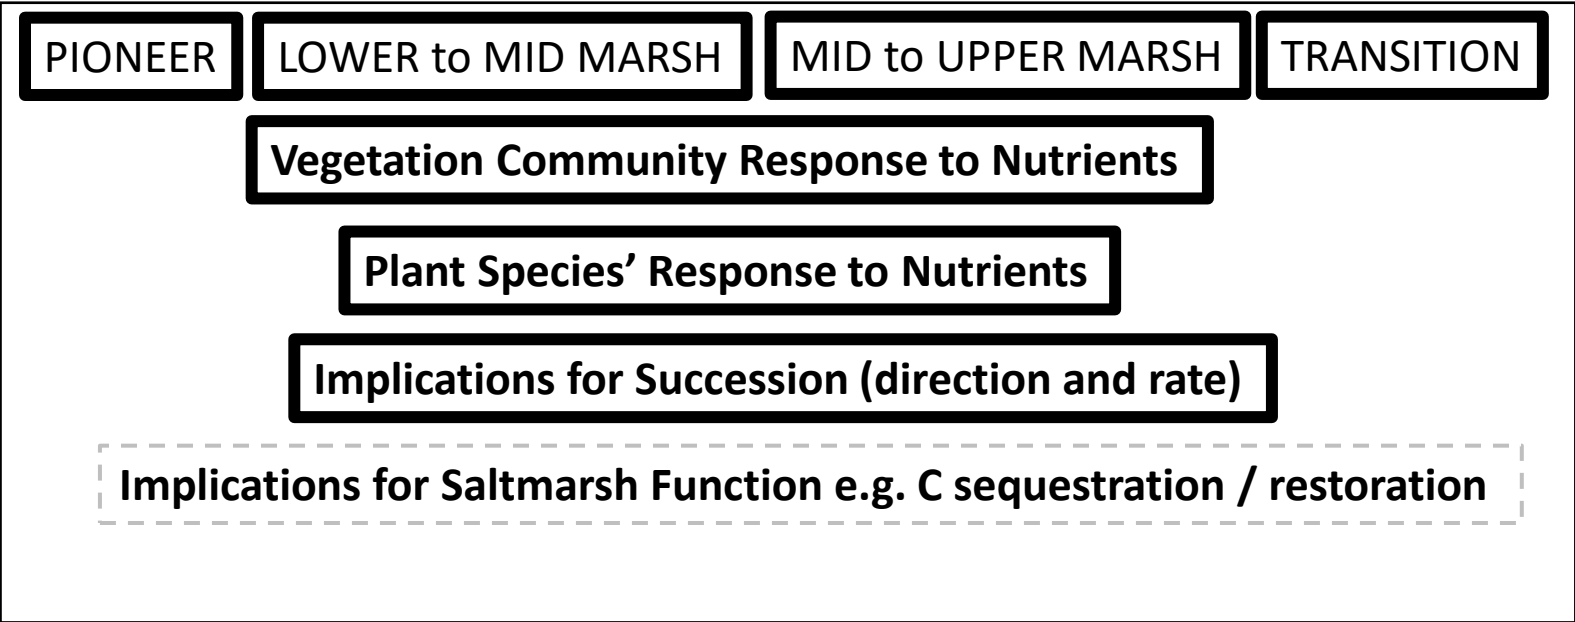 PIONEER
LOWER to MID MARSH
MID to UPPER MARSH
TRANSITION
Vegetation Community Response to Nutrients
Plant Species’ Response to Nutrients
Implications for Succession (direction and rate)
Implications for Saltmarsh Function e.g. C sequestration / restoration